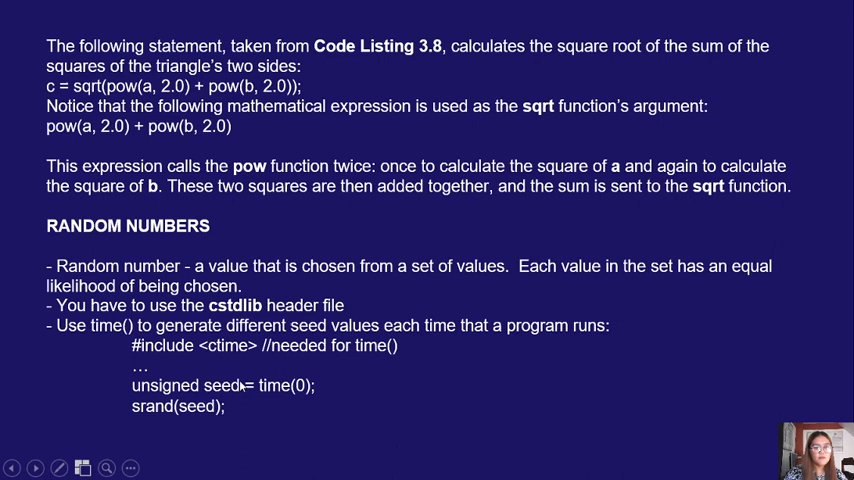 The following statement, taken from Code Listing 3.8, calculates the square root of the sum of the
squares of the triangle's two sides:
c = sqrt(pow(a, 2.0) + pow(b, 2.0));
Notice that the following mathematical expression is used as the sqrt function's argument:
pow(a, 2.0) + pow(b, 2.0)
This expression calls the pow function twice: once to calculate the square of a and again to calculate
the square of b. These two squares are then added together, and the sum is sent to the sqrt function.
RANDOM NUMBERS
- Random number - a value that is chosen from a set of values. Each value in the set has an equal
likelihood of being chosen.
- You have to use the cstdlib header file
- Use time() to generate different seed values each time that a program runs:
#include <ctime> //needed for time()
…
unsigned seed = time(0);
srand(seed);